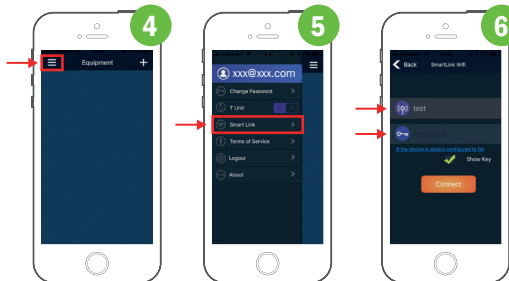 4
Equipment
+
5
xxx@xxx.com
Change Password
T Unit
Smart Link
Terms of Service
Logout
About
6
Back
SmartLink Wifi
test
If the device is always configured to fail
Show Key
Connect